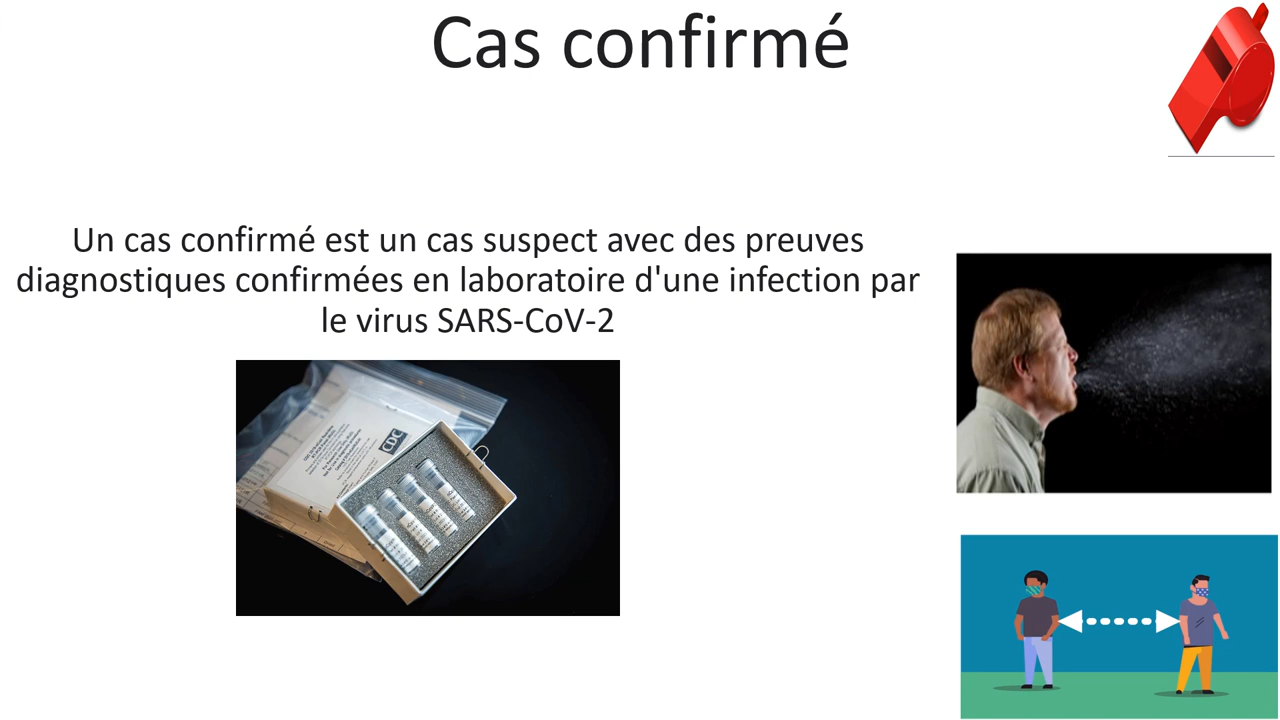 Cas confirmé
Un cas confirmé est un cas suspect avec des preuves
diagnostiques confirmées en laboratoire d'une infection par
le virus SARS-CoV-2
CDC